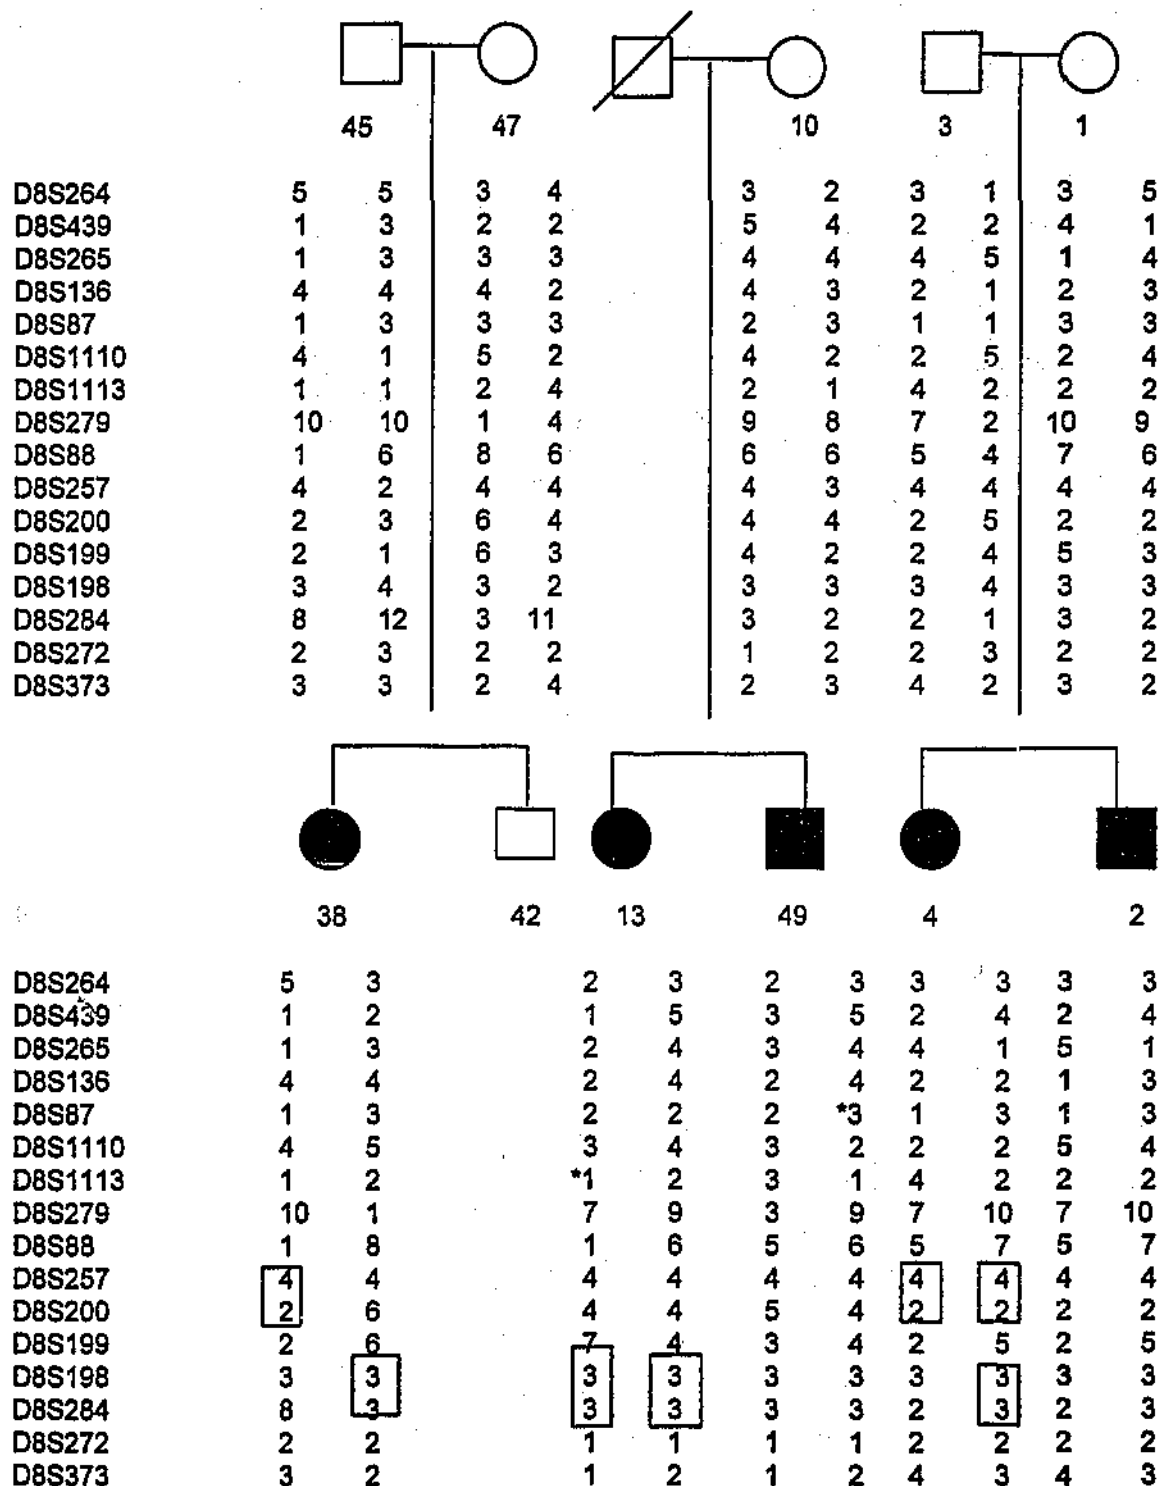 45 47 10 3 1
D8S264 5 5 3 4 3 2 3 1 3 5
D8S439 1 3 2 2 5 4 2 2 4 1
D8S265 1 3 3 3 4 4 4 5 1 4
D8S136 4 4 4 2 4 3 2 1 2 3
D8S87 1 3 3 3 2 3 1 1 3 3
D8S1110 4 1 5 2 4 2 2 5 2 4
D8S1113 1 1 2 4 2 1 4 2 2 2
D8S279 10 10 1 4 9 8 7 2 10 9
D8S88 1 6 8 6 6 6 5 4 7 6
D8S257 4 2 4 4 4 3 4 4 4 4
D8S200 2 3 6 4 4 4 2 5 2 2
D8S199 2 1 6 3 4 2 2 4 5 3
D8S198 3 4 3 2 3 3 3 4 3 3
D8S284 8 12 3 11 3 2 2 1 3 2
D8S272 2 3 2 2 1 2 2 3 2 2
D8S373 3 3 2 4 2 3 4 2 3 2
38 42 13 49 4 2
D8S264 5 3 2 3 2 3 3 3 3 3
D8S439 1 2 1 5 3 5 2 4 2 4
D8S265 1 3 2 4 3 4 4 1 5 1
D8S136 4 4 2 4 2 4 2 2 1 3
D8S87 1 3 2 2 2 *3 1 3 1 3
D8S1110 4 5 3 4 3 2 2 2 5 4
D8S1113 1 2 *1 2 3 1 4 2 2 2
D8S279 10 1 7 9 3 9 7 10 7 10
D8S88 1 8 1 6 5 6 5 7 5 7
D8S257 4 4 4 4 4 4 4 4 4 4
D8S200 2 6 4 4 5 4 2 2 2 2
D8S199 2 6 7 4 3 4 2 5 2 5
D8S198 3 3 3 3 3 3 3 3 3 3
D8S284 8 3 3 3 3 3 2 3 2 3
D8S272 2 2 1 1 1 1 2 2 2 2
D8S373 3 2 1 2 1 2 4 3 4 3